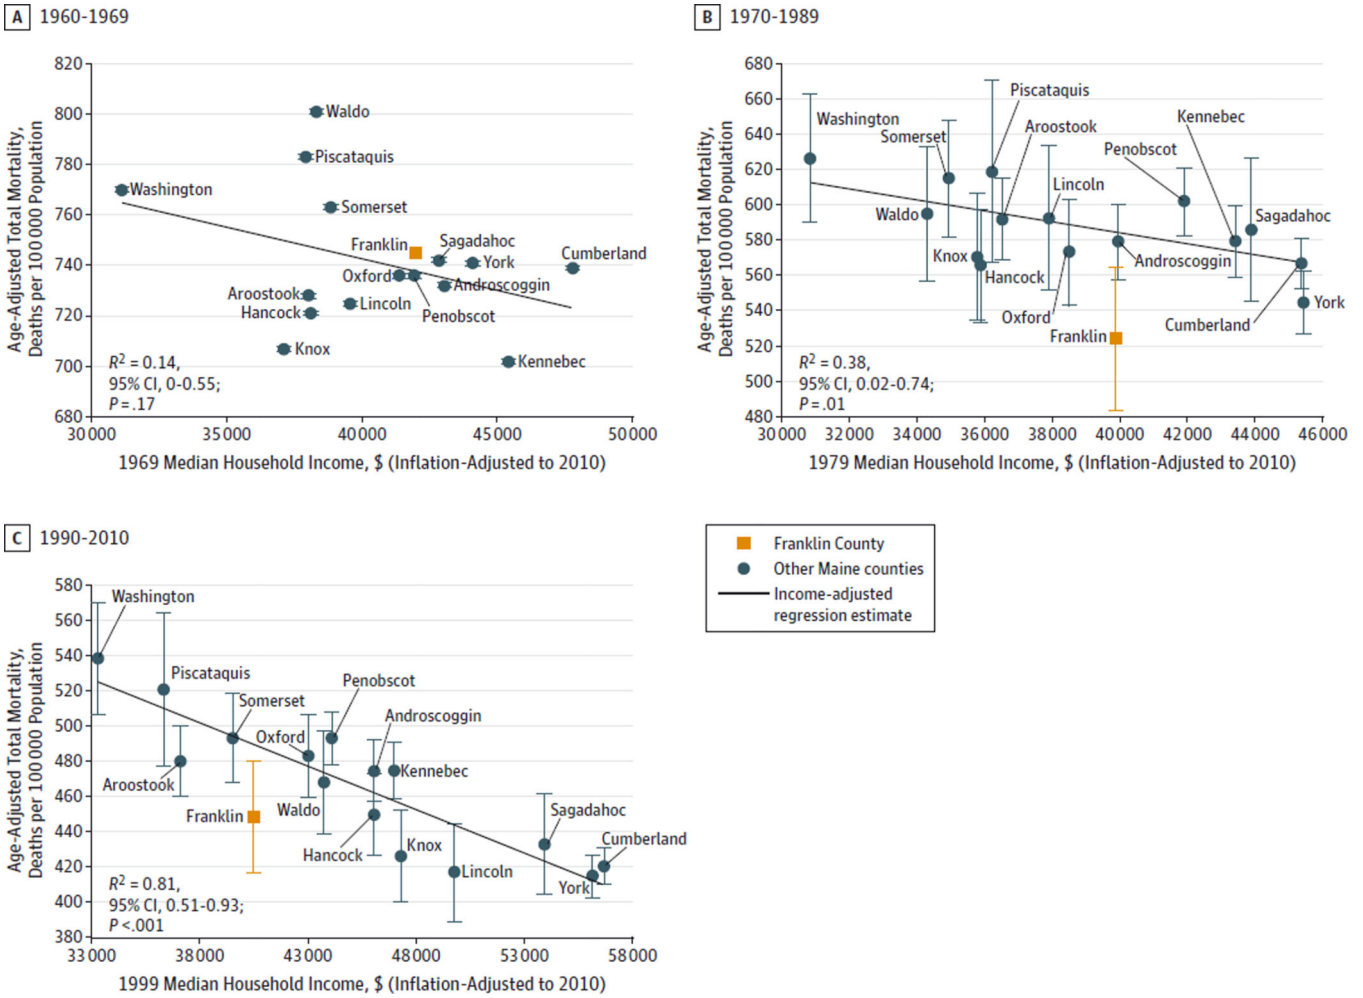 A 1960-1969
Age-Adjusted Total Mortality,
Deaths per 100 000 Population
820
800
780
760
740
720
700
680
Waldo
Piscataquis
Washington
Somerset
Franklin
Sagadahoc
York
Cumberland
Oxford
Androscoggin
Penobscot
Aroostook
Hancock
Lincoln
Knox
Kennebec
R² = 0.14,
95% CI, 0-0.55;
P = .17
30 000 35 000 40 000 45 000 50 000
1969 Median Household Income, $ (Inflation-Adjusted to 2010)
B 1970-1989
Age-Adjusted Total Mortality,
Deaths per 100 000 Population
680
660
640
620
600
580
560
540
520
500
480
Piscataquis
Washington
Aroostook
Kennebec
Somerset
Penobscot
Lincoln
Waldo
Sagadahoc
Knox
Androscoggin
Hancock
Oxford
York
Cumberland
Franklin
R² = 0.38,
95% CI, 0.02-0.74;
P = .01
30 000 32 000 34 000 36 000 38 000 40 000 42 000 44 000 46 000
1979 Median Household Income, $ (Inflation-Adjusted to 2010)
C 1990-2010
Age-Adjusted Total Mortality,
Deaths per 100 000 Population
580
560
540
520
500
480
460
440
420
400
380
Washington
Piscataquis
Penobscot
Somerset
Androscoggin
Oxford
Kennebec
Aroostook
Waldo
Franklin
Sagadahoc
Hancock
Knox
Cumberland
Lincoln
York
R² = 0.81,
95% CI, 0.51-0.93;
P <.001
33 000 38 000 43 000 48 000 53 000 58 000
1999 Median Household Income, $ (Inflation-Adjusted to 2010)
Franklin County
Other Maine counties
Income-adjusted
regression estimate